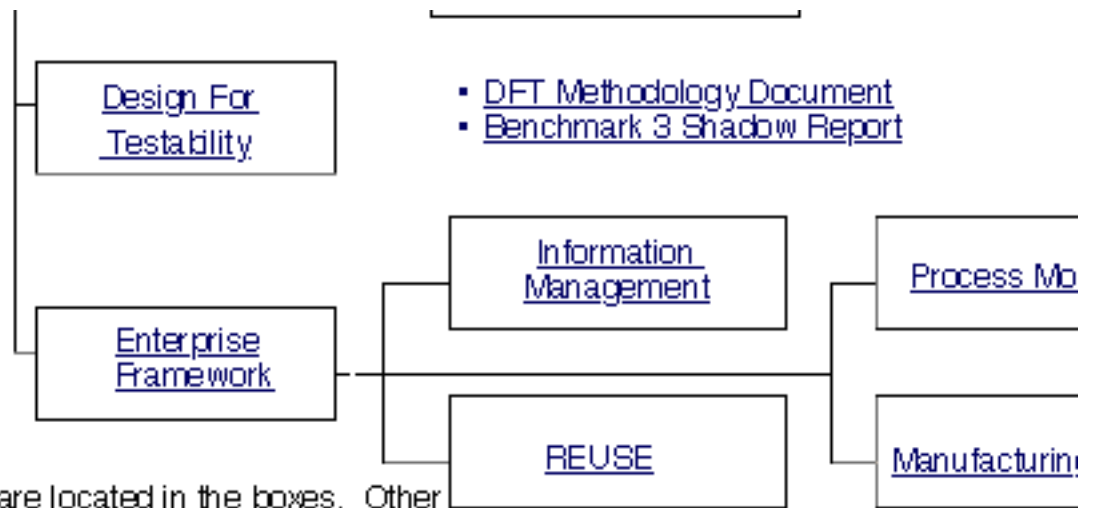 Design For
Testability
▪ DFT Methodology Document
▪ Benchmark 3 Shadow Report
Information
Management
Process Mo
Enterprise
Framework
REUSE
Manufacturin
are located in the boxes. Other